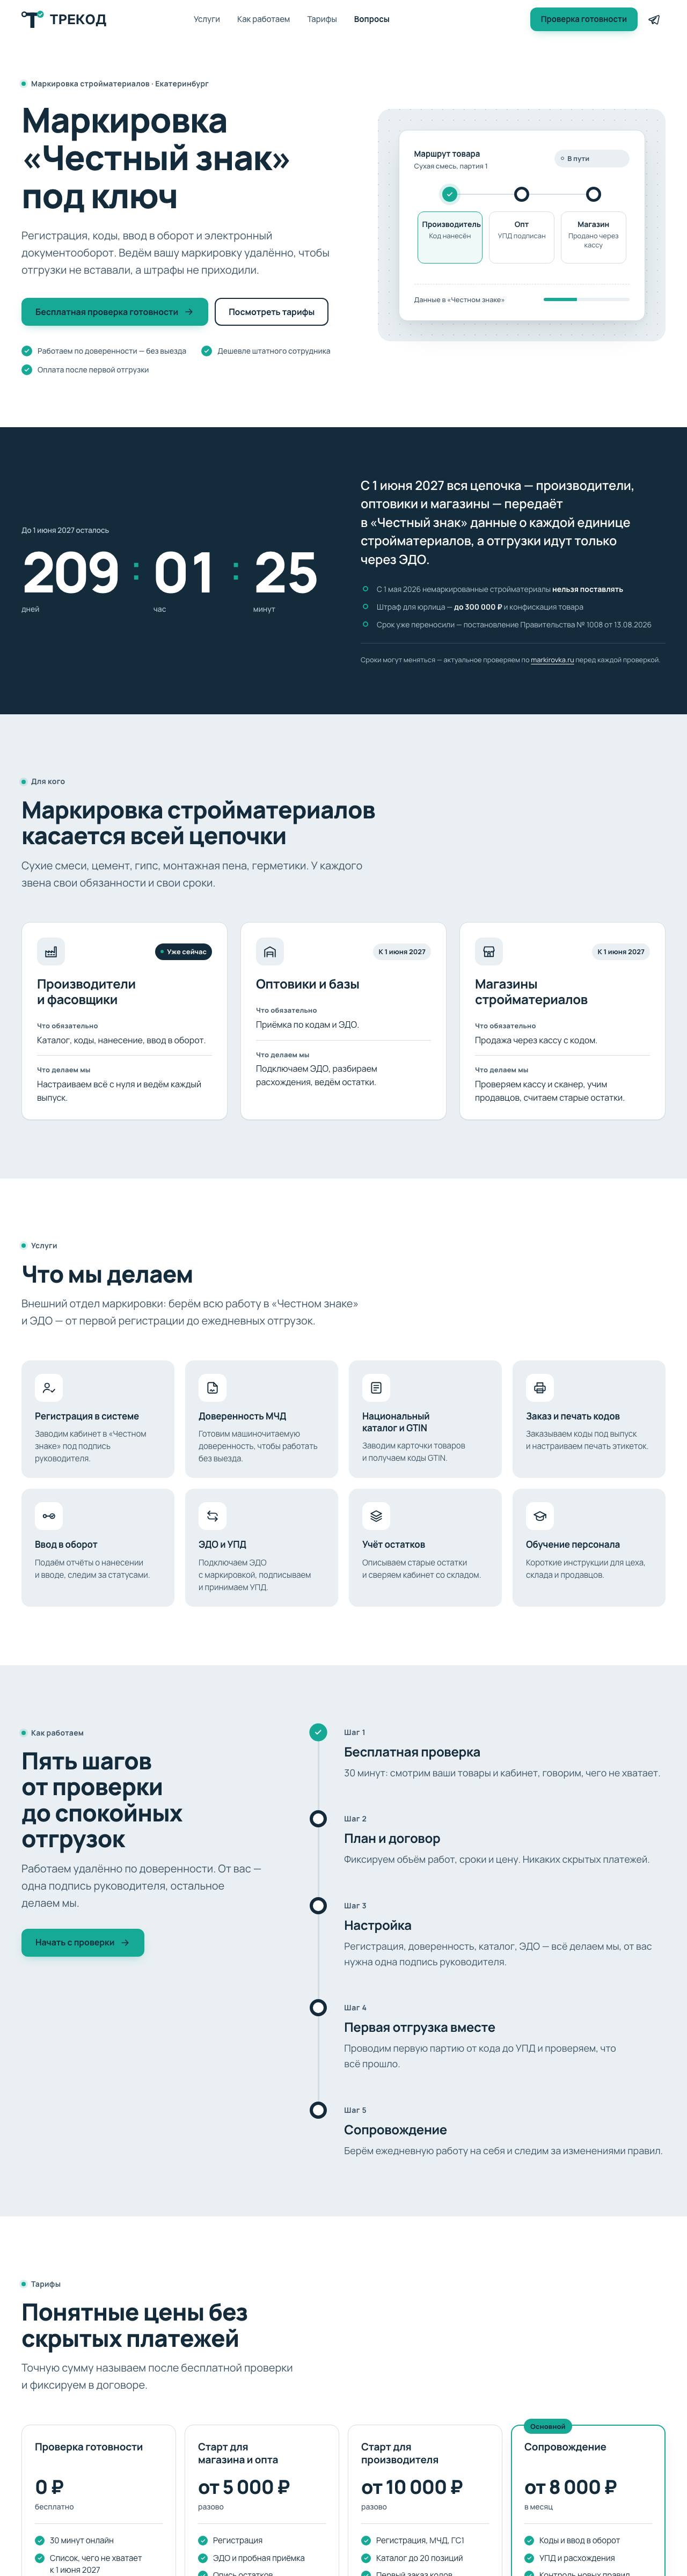 ТРЕКОД
Услуги Как работаем Тарифы Вопросы
Проверка готовности
Маркировка стройматериалов · Екатеринбург
Маркировка
«Честный знак»
под ключ
Регистрация, коды, ввод в оборот и электронный
документооборот. Ведём вашу маркировку удалённо, чтобы
отгрузки не вставали, а штрафы не приходили.
Бесплатная проверка готовности
Посмотреть тарифы
Работаем по доверенности — без выезда
Дешевле штатного сотрудника
Оплата после первой отгрузки
Маршрут товара
Сухая смесь, партия 1
В пути
Производитель
Код нанесён
Опт
УПД подписан
Магазин
Продано через
кассу
Данные в «Честном знаке»
До 1 июня 2027 осталось
209 : 01 : 25
дней час минут
С 1 июня 2027 вся цепочка — производители,
оптовики и магазины — передаёт
в «Честный знак» данные о каждой единице
стройматериалов, а отгрузки идут только
через ЭДО.
С 1 мая 2026 немаркированные стройматериалы нельзя поставлять
Штраф для юрлица — до 300 000 ₽ и конфискация товара
Срок уже переносили — постановление Правительства № 1008 от 13.08.2026
Сроки могут меняться — актуальное проверяем по markirovka.ru перед каждой проверкой.
Для кого
Маркировка стройматериалов
касается всей цепочки
Сухие смеси, цемент, гипс, монтажная пена, герметики. У каждого
звена свои обязанности и свои сроки.
Уже сейчас
Производители
и фасовщики
Что обязательно
Каталог, коды, нанесение, ввод в оборот.
Что делаем мы
Настраиваем всё с нуля и ведём каждый
выпуск.
К 1 июня 2027
Оптовики и базы
Что обязательно
Приёмка по кодам и ЭДО.
Что делаем мы
Подключаем ЭДО, разбираем
расхождения, ведём остатки.
К 1 июня 2027
Магазины
стройматериалов
Что обязательно
Продажа через кассу с кодом.
Что делаем мы
Проверяем кассу и сканер, учим
продавцов, считаем старые остатки.
Услуги
Что мы делаем
Внешний отдел маркировки: берём всю работу в «Честном знаке»
и ЭДО — от первой регистрации до ежедневных отгрузок.
Регистрация в системе
Заводим кабинет в «Честном
знаке» под подпись
руководителя.
Доверенность МЧД
Готовим машиночитаемую
доверенность, чтобы работать
без выезда.
Национальный
каталог и GTIN
Заводим карточки товаров
и получаем коды GTIN.
Заказ и печать кодов
Заказываем коды под выпуск
и настраиваем печать этикеток.
Ввод в оборот
Подаём отчёты о нанесении
и вводе, следим за статусами.
ЭДО и УПД
Подключаем ЭДО
с маркировкой, подписываем
и принимаем УПД.
Учёт остатков
Описываем старые остатки
и сверяем кабинет со складом.
Обучение персонала
Короткие инструкции для цеха,
склада и продавцов.
Как работаем
Пять шагов
от проверки
до спокойных
отгрузок
Работаем удалённо по доверенности. От вас —
одна подпись руководителя, остальное
делаем мы.
Начать с проверки
Шаг 1
Бесплатная проверка
30 минут: смотрим ваши товары и кабинет, говорим, чего не хватает.
Шаг 2
План и договор
Фиксируем объём работ, сроки и цену. Никаких скрытых платежей.
Шаг 3
Настройка
Регистрация, доверенность, каталог, ЭДО — всё делаем мы, от вас
нужна одна подпись руководителя.
Шаг 4
Первая отгрузка вместе
Проводим первую партию от кода до УПД и проверяем, что
всё прошло.
Шаг 5
Сопровождение
Берём ежедневную работу на себя и следим за изменениями правил.
Тарифы
Понятные цены без
скрытых платежей
Точную сумму называем после бесплатной проверки
и фиксируем в договоре.
Проверка готовности
0 ₽
бесплатно
30 минут онлайн
Список, чего не хватает
к 1 июня 2027
Старт для
магазина и опта
от 5 000 ₽
разово
Регистрация
ЭДО и пробная приёмка
Опись остатков
Старт для
производителя
от 10 000 ₽
разово
Регистрация, МЧД, ГС1
Каталог до 20 позиций
Первый заказ кодов
Основной
Сопровождение
от 8 000 ₽
в месяц
Коды и ввод в оборот
УПД и расхождения
Контроль новых правил